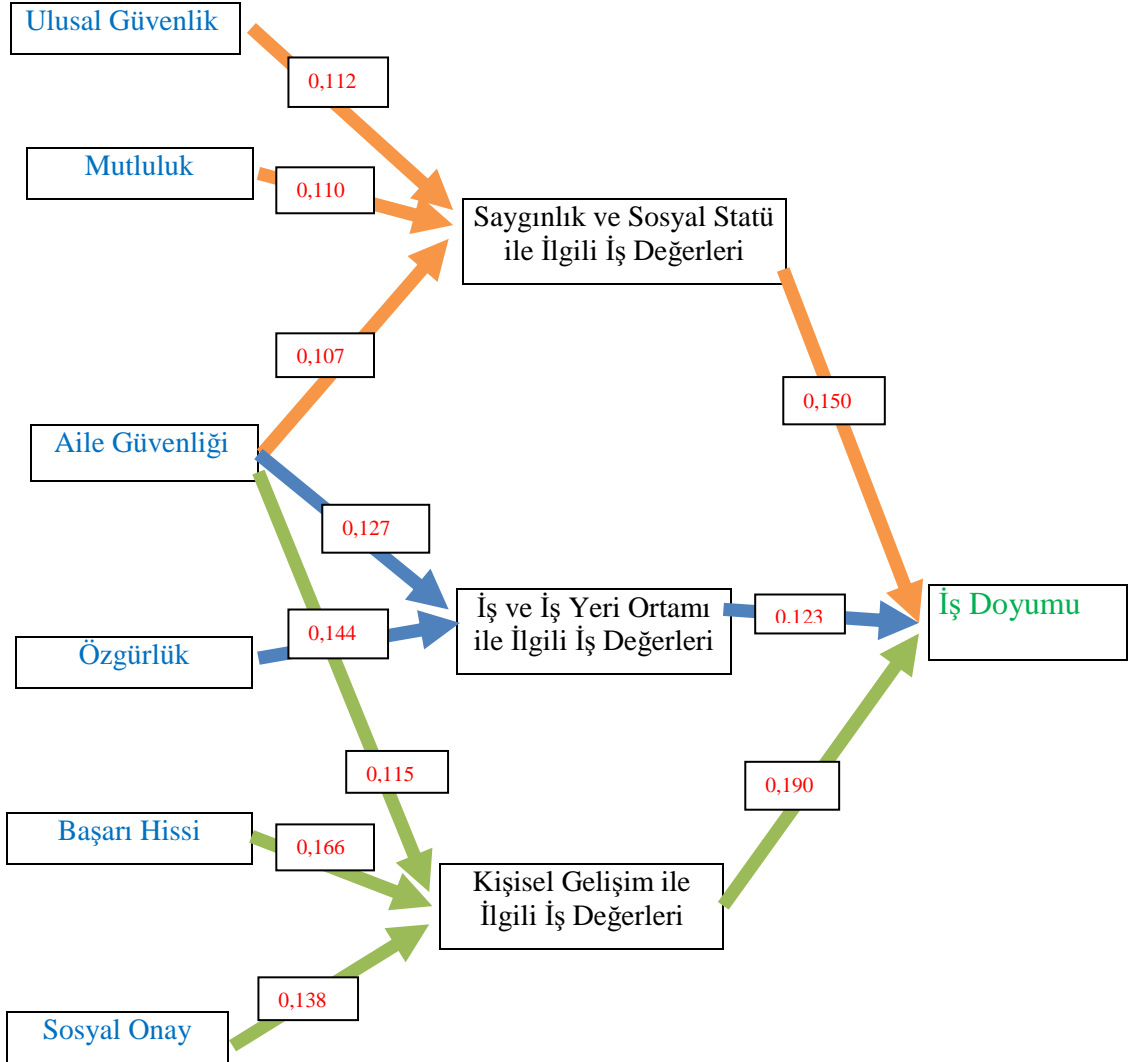 Ulusal Güvenlik
0,112
Mutluluk
0,110
Saygınlık ve Sosyal Statü
ile İlgili İş Değerleri
0,107
0,150
Aile Güvenliği
0,127
İş ve İş Yeri Ortamı
ile İlgili İş Değerleri
0,123
İş Doyumu
0,144
Özgürlük
0,115
0,190
Başarı Hissi
0,166
Kişisel Gelişim ile
İlgili İş Değerleri
0,138
Sosyal Onay